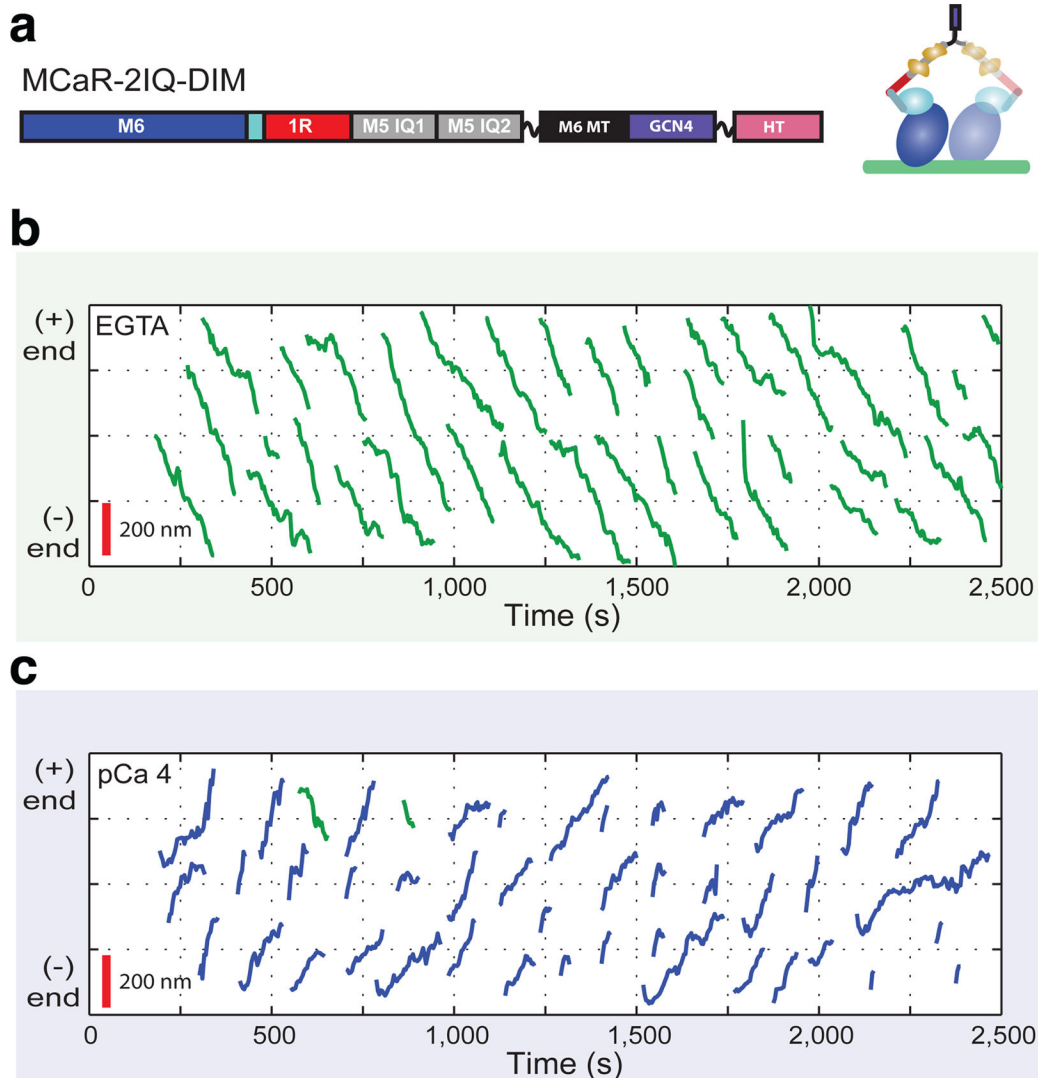 a
MCaR-2IQ-DIM
M6 1R M5 IQ1 M5 IQ2 M6 MT GCN4 HT
b
(+)
end
EGTA
(-)
end
200 nm
0 500 1,000 1,500 2,000 2,500
Time (s)
c
(+)
end
pCa 4
(-)
end
200 nm
0 500 1,000 1,500 2,000 2,500
Time (s)